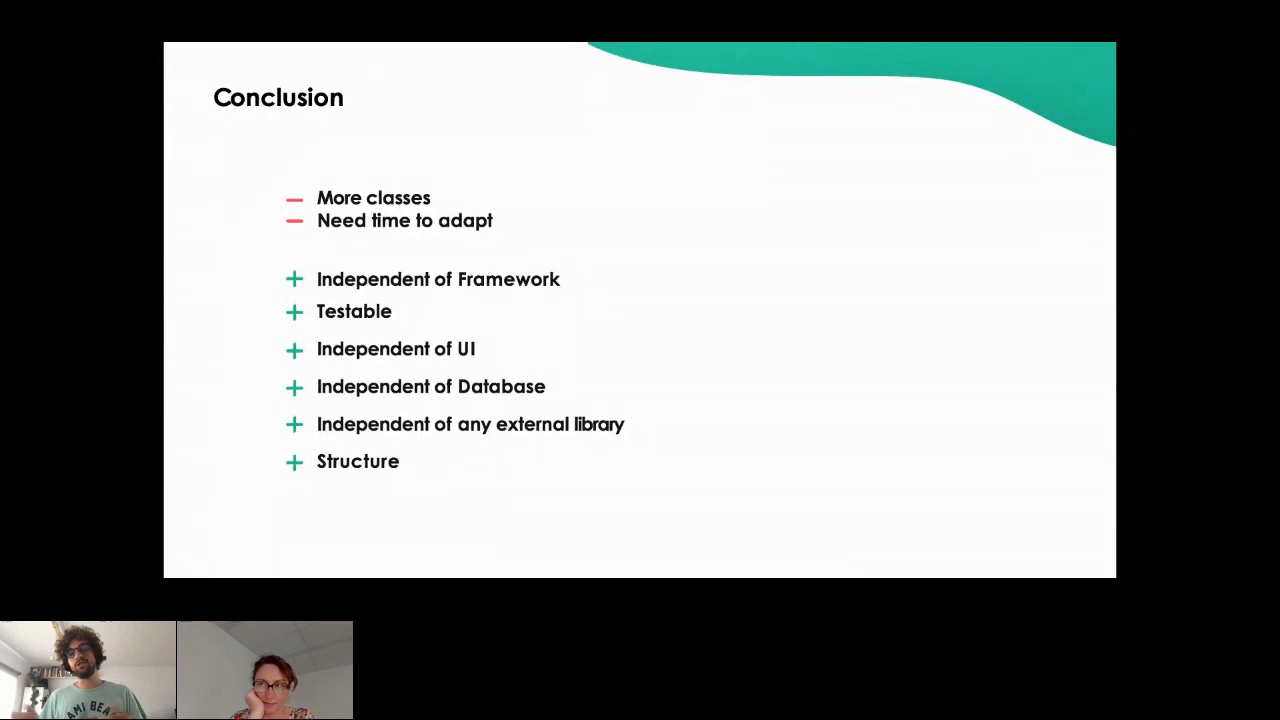 Conclusion
More classes
Need time to adapt
Independent of Framework
Testable
Independent of UI
Independent of Database
Independent of any external library
Structure